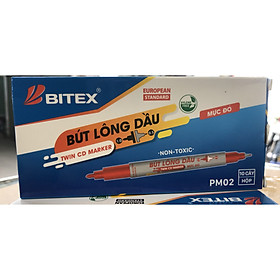 BITEX®
EUROPEAN
STANDARD
MỰC ĐỎ
BÚT LÔNG DẦU
TWIN CD MARKER
-NON-TOXIC-
BÚT LÔNG DẦU
PM02
10 CÂY
HỘP